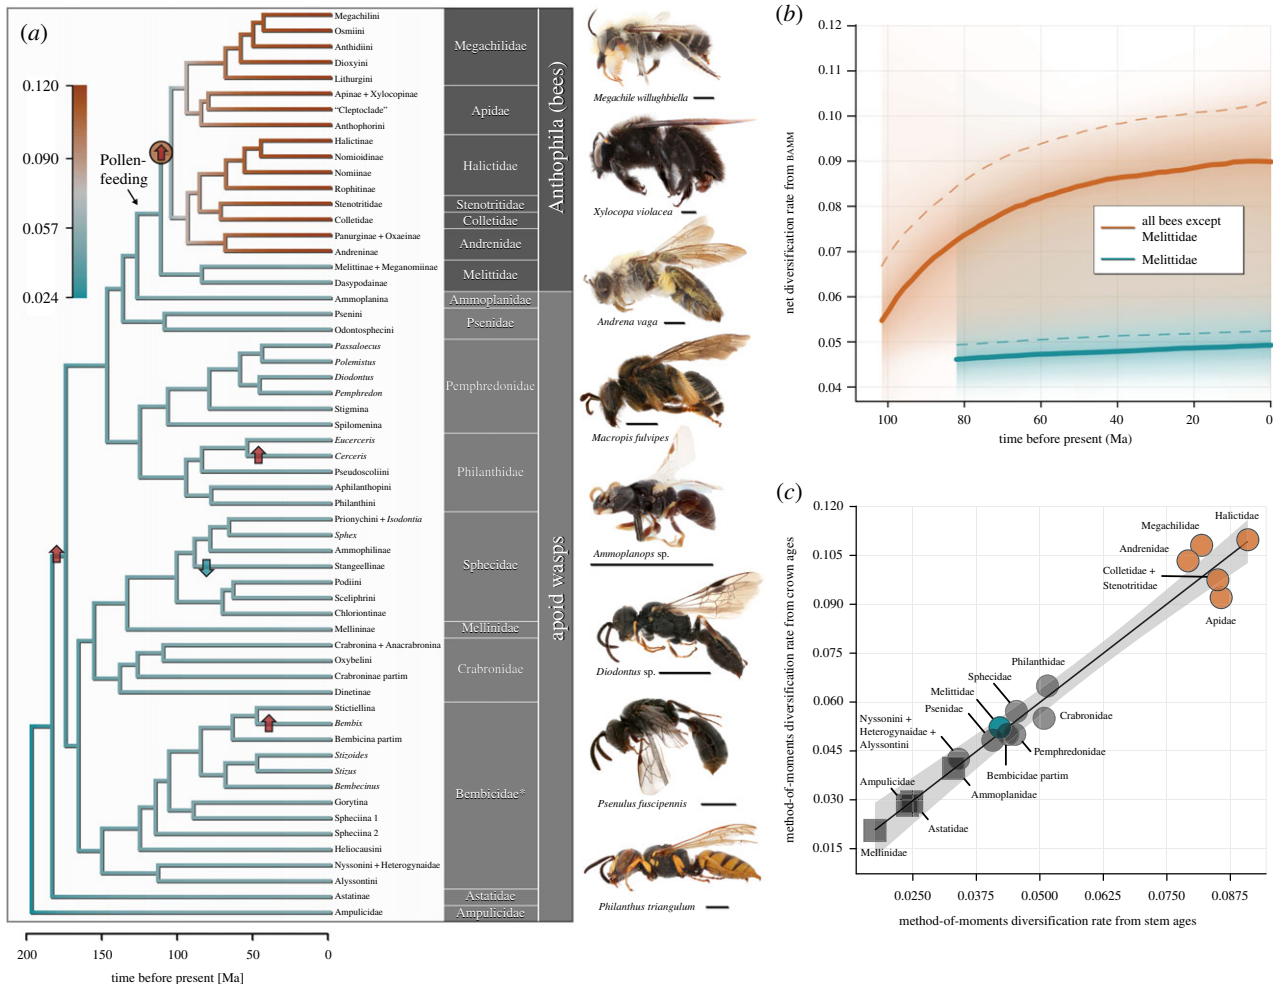 (a)
0.120
0.090
0.057
0.024
Pollen-
feeding
Megachilini
Osmiini
Anthidiini
Dioxyini
Lithurgini
Apinae + Xylocopinae
“Cleptoclade”
Anthophorini
Halictinae
Nomioidinae
Nomiinae
Rophitinae
Stenotritidae
Colletidae
Panurginae + Oxaeinae
Andreninae
Melittinae + Meganomiinae
Dasypodainae
Ammoplanina
Psenini
Odontosphecini
Passaloecus
Polemistus
Diodontus
Pemphredon
Stigmina
Spilomenina
Eucerceris
Cerceris
Pseudoscoliini
Aphilanthopini
Philanthini
Prionychini + Isodontia
Sphex
Ammophilinae
Stangeellinae
Podiini
Sceliphrini
Chloriontinae
Mellininae
Crabronina + Anacrabronina
Oxybelini
Crabroninae partim
Dinetinae
Stictiellina
Bembix
Bembicina partim
Stizoides
Stizus
Bembecinus
Gorytina
Spheciina 1
Spheciina 2
Heliocausini
Nyssonini + Heterogynaidae
Alyssontini
Astatinae
Ampulicidae
Megachilidae
Apidae
Halictidae
Stenotritidae
Colletidae
Andrenidae
Melittidae
Ammoplanidae
Psenidae
Pemphredonidae
Philanthidae
Sphecidae
Mellinidae
Crabronidae
Bembicidae*
Astatidae
Ampulicidae
Anthophila (bees)
apoid wasps
200
150
100
50
0
time before present [Ma]
Megachile willughbiella
Xylocopa violacea
Andrena vaga
Macropis fulvipes
Ammoplanops sp.
Diodontus sp.
Psenulus fuscipennis
Philanthus triangulum
(b)
net diversification rate from BAMM
0.12
0.11
0.10
0.09
0.08
0.07
0.06
0.05
0.04
all bees except
Melittidae
Melittidae
100
80
60
40
20
0
time before present (Ma)
(c)
method-of-moments diversification rate from crown ages
0.120
0.105
0.090
0.075
0.060
0.045
0.030
0.015
Halictidae
Megachilidae
Andrenidae
Colletidae +
Stenotritidae
Apidae
Philanthidae
Sphecidae
Melittidae
Psenidae
Crabronidae
Nyssonini +
Heterogynaidae +
Alyssontini
Pemphredonidae
Bembicidae partim
Ammoplanidae
Ampulicidae
Astatidae
Mellinidae
0.0250
0.0375
0.0500
0.0625
0.0750
0.0875
method-of-moments diversification rate from stem ages